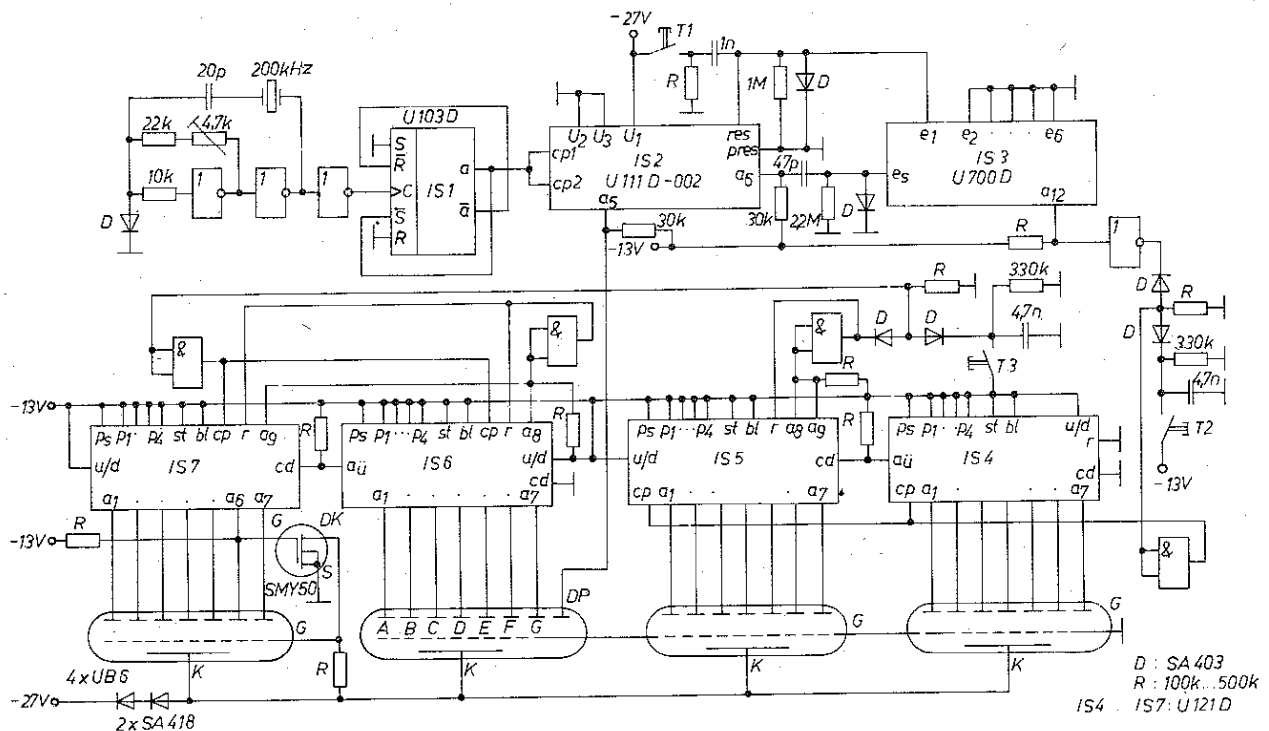 -27V
T1
1n
20p
200kHz
R
1M
D
22k
4,7k
10k
1
1
1
D
U103D
S
R
C
S
R
IS1
a
a
U2 U3 U1
res
pres
cp1
cp2
IS2
U111D-002
a6
a5
47p
30k
22M
D
30k
-13V
e1 e2 . . e6
IS3
U700D
es
a12
R
1
D
R
D
330k
4,7n
T2
-13V
&
&
&
D
D
R
330k
4,7n
T3
R
-13V
ps p1 p4 st bl cp r a9
u/d
IS7
cd
a1 . . . . a6 a7
R
ps p1 ... p4 st bl cp r a8
aü
IS6
u/d
cd
a1 . . . . a7
R
ps p1 ... p4 st bl r a8 a9
u/d
IS5
cd
cp a1 . . . a7
R
ps p1 ... p4 st bl
u/d
r
aü
IS4
cd
cp a1 . . . a7
-13V
R
G
DK
S
SMY50
&
DP
A B C D E F G
G
G
G
K
K
K
K
R
4xUB6
-27V
2xSA418
D : SA403
R : 100k...500k
IS4 . IS7: U121D